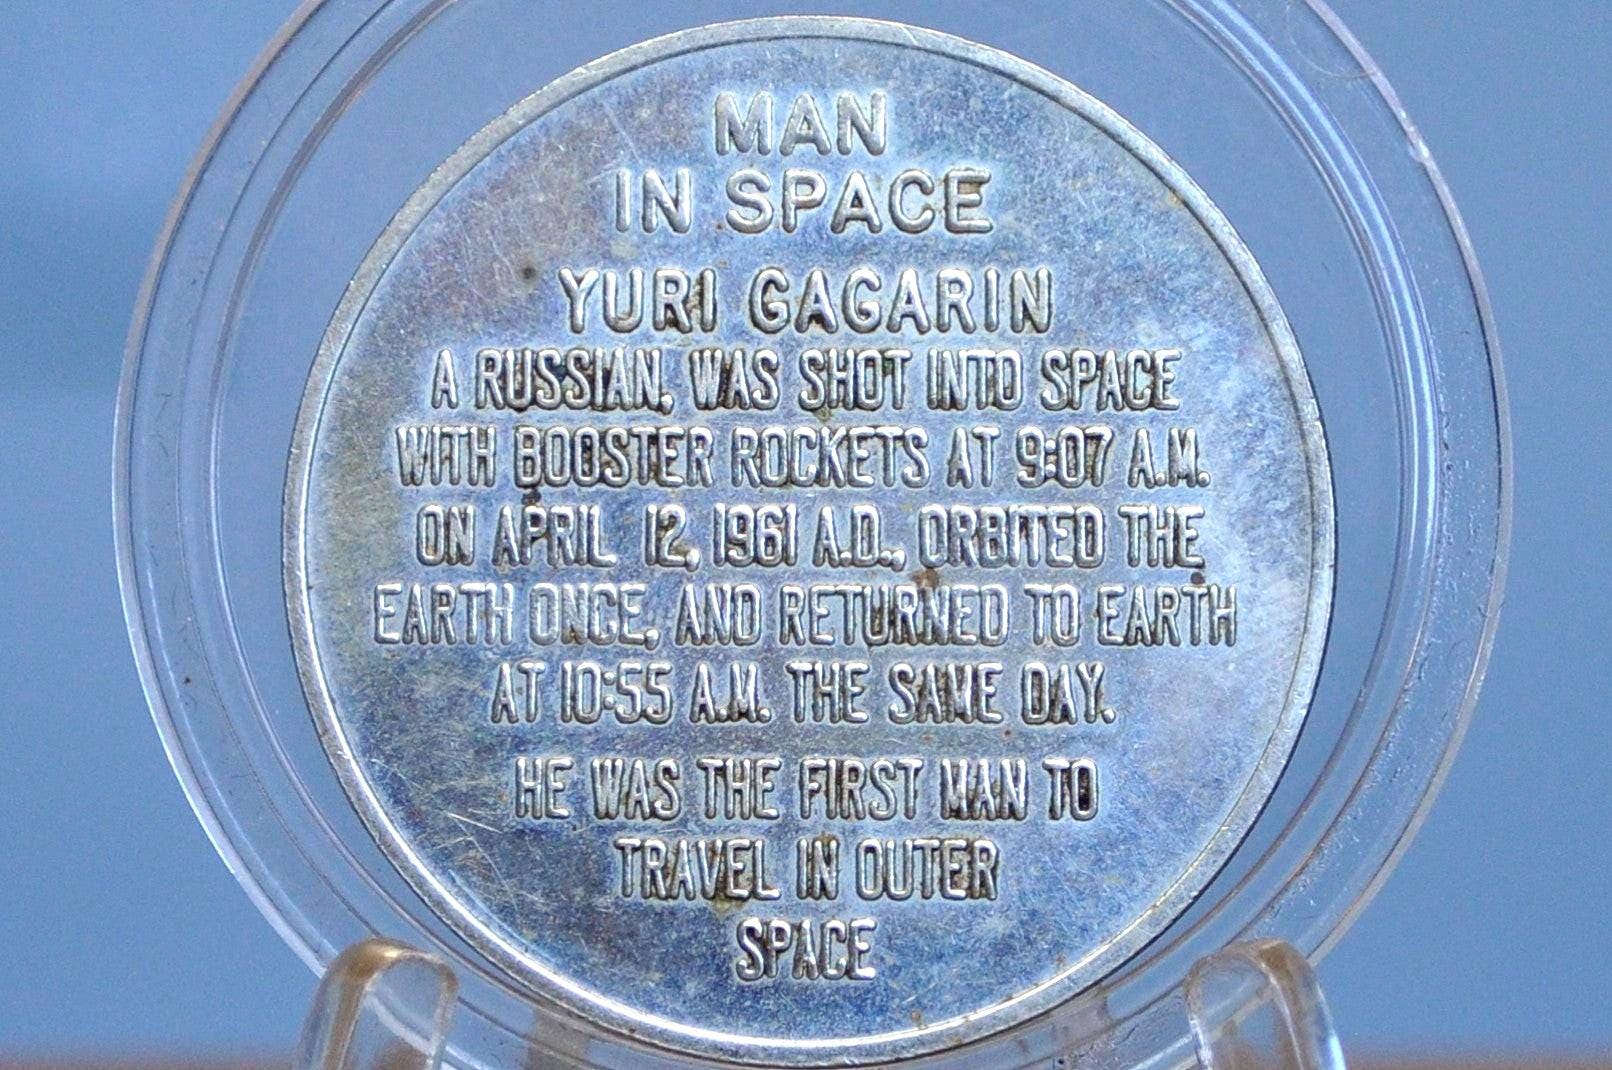 MAN
IN SPACE
YURI GAGARIN
A RUSSIAN, WAS SHOT INTO SPACE
WITH BOOSTER ROCKETS AT 9:07 A.M.
ON APRIL 12, 1961 A.D., ORBITED THE
EARTH ONCE, AND RETURNED TO EARTH
AT 10:55 A.M. THE SAME DAY.
HE WAS THE FIRST MAN TO
TRAVEL IN OUTER
SPACE